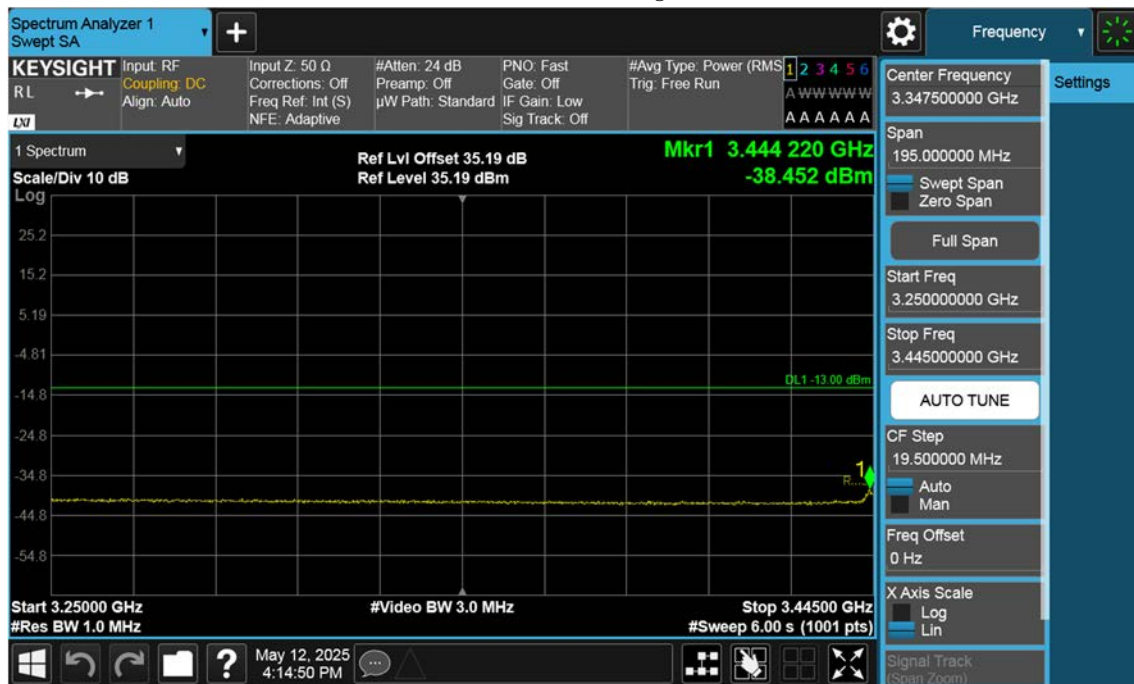 Spectrum Analyzer 1
Swept SA
Frequency
KEYSIGHT
RL
LXI
Input: RF
Coupling: DC
Align: Auto
Input Z: 50 Ω
Corrections: Off
Freq Ref: Int (S)
NFE: Adaptive
#Atten: 24 dB
Preamp: Off
µW Path: Standard
PNO: Fast
Gate: Off
IF Gain: Low
Sig Track: Off
#Avg Type: Power (RMS
Trig: Free Run
1 2 3 4 5 6
A W W W W W
A A A A A A
1 Spectrum
Scale/Div 10 dB
Ref Lvl Offset 35.19 dB
Ref Level 35.19 dBm
Mkr1 3.444 220 GHz
-38.452 dBm
Log
25.2
15.2
5.19
-4.81
-14.8
-24.8
-34.8
-44.8
-54.8
DL1 -13.00 dBm
1
R....
Start 3.25000 GHz
#Res BW 1.0 MHz
#Video BW 3.0 MHz
Stop 3.44500 GHz
#Sweep 6.00 s (1001 pts)
Center Frequency
3.347500000 GHz
Span
195.000000 MHz
Swept Span
Zero Span
Full Span
Start Freq
3.250000000 GHz
Stop Freq
3.445000000 GHz
AUTO TUNE
CF Step
19.500000 MHz
Auto
Man
Freq Offset
0 Hz
X Axis Scale
Log
Lin
Signal Track
(Span Zoom)
Settings
?
May 12, 2025
4:14:50 PM